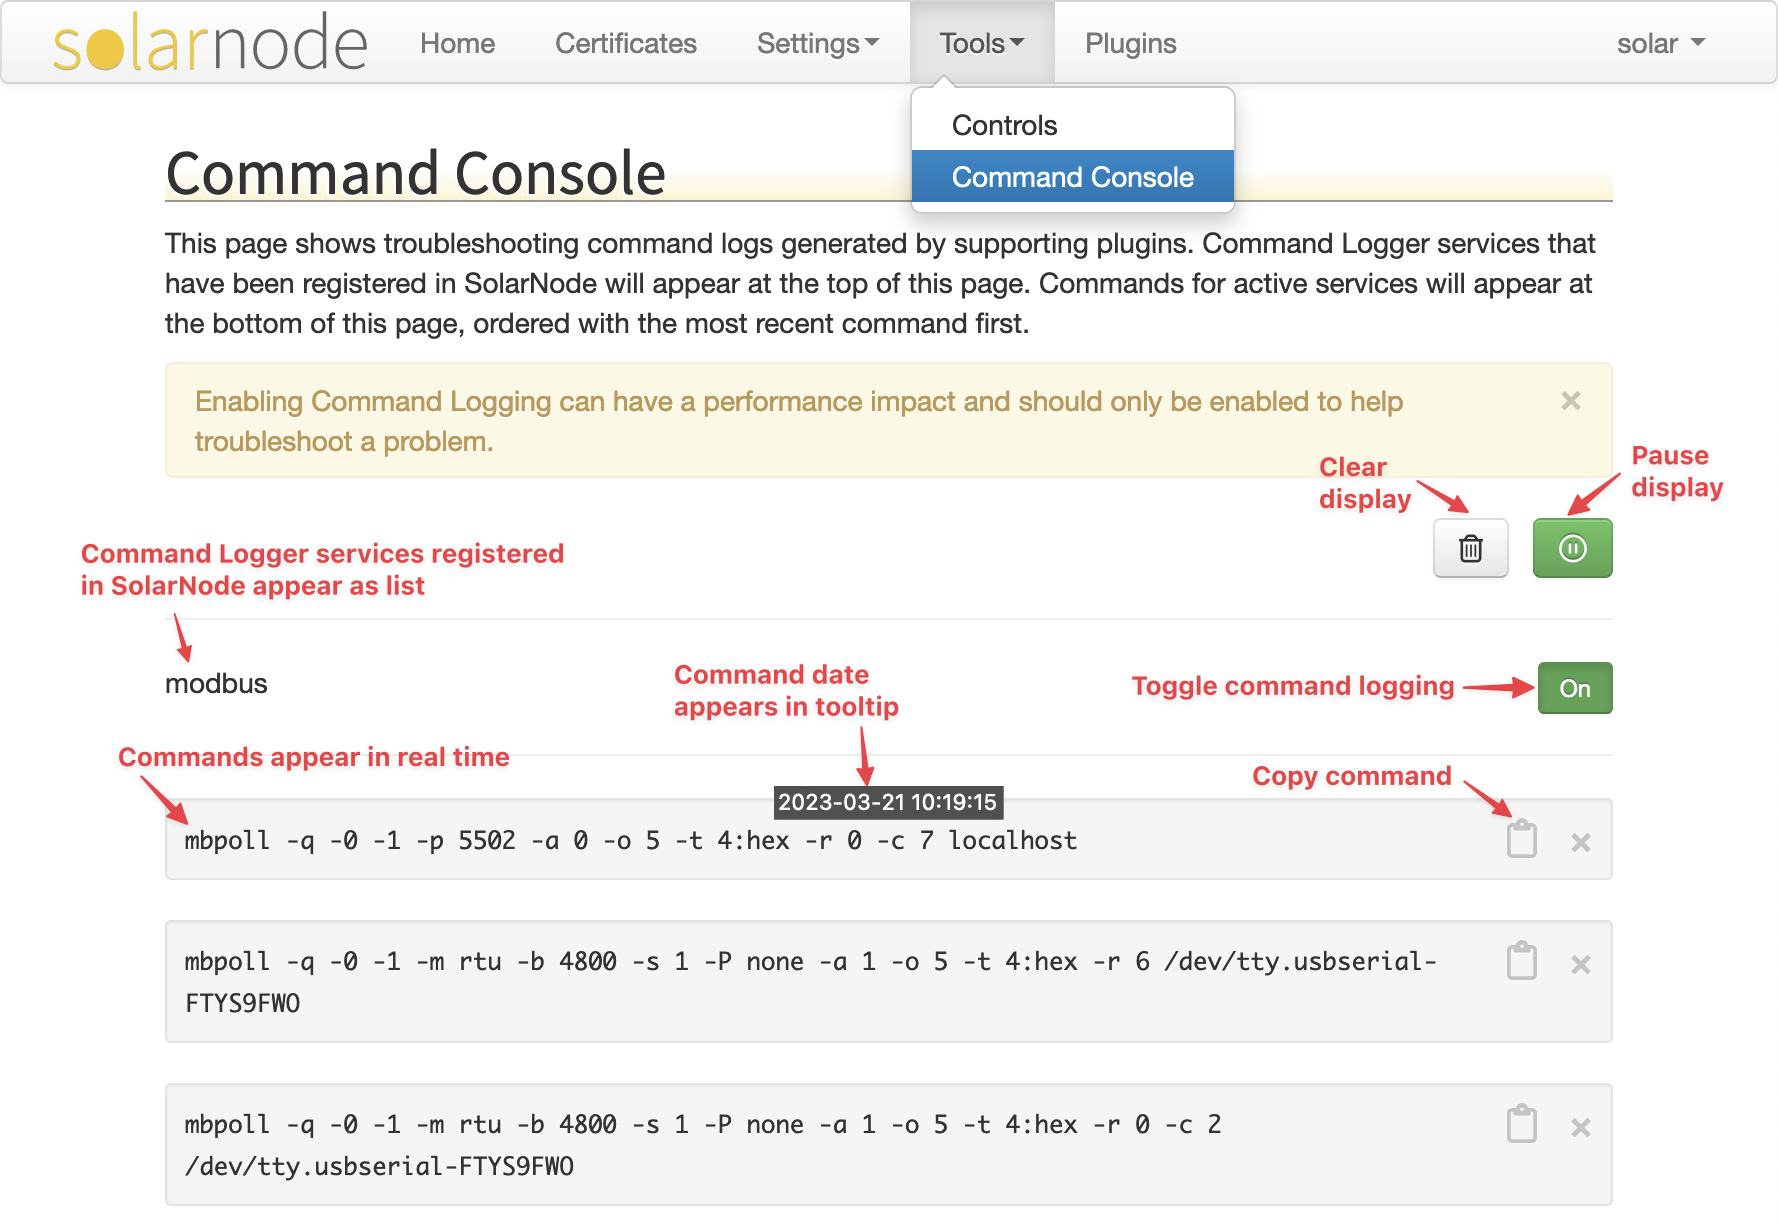 solarnode
Home
Certificates
Settings
Tools
Plugins
solar
Controls
Command Console
Command Console
This page shows troubleshooting command logs generated by supporting plugins. Command Logger services that
have been registered in SolarNode will appear at the top of this page. Commands for active services will appear at
the bottom of this page, ordered with the most recent command first.
Enabling Command Logging can have a performance impact and should only be enabled to help
troubleshoot a problem.
Clear
display
Pause
display
Command Logger services registered
in SolarNode appear as list
modbus
Command date
appears in tooltip
Toggle command logging
On
Commands appear in real time
Copy command
2023-03-21 10:19:15
mbpoll -q -0 -1 -p 5502 -a 0 -o 5 -t 4:hex -r 0 -c 7 localhost
mbpoll -q -0 -1 -m rtu -b 4800 -s 1 -P none -a 1 -o 5 -t 4:hex -r 6 /dev/tty.usbserial-
FTYS9FWO
mbpoll -q -0 -1 -m rtu -b 4800 -s 1 -P none -a 1 -o 5 -t 4:hex -r 0 -c 2
/dev/tty.usbserial-FTYS9FWO